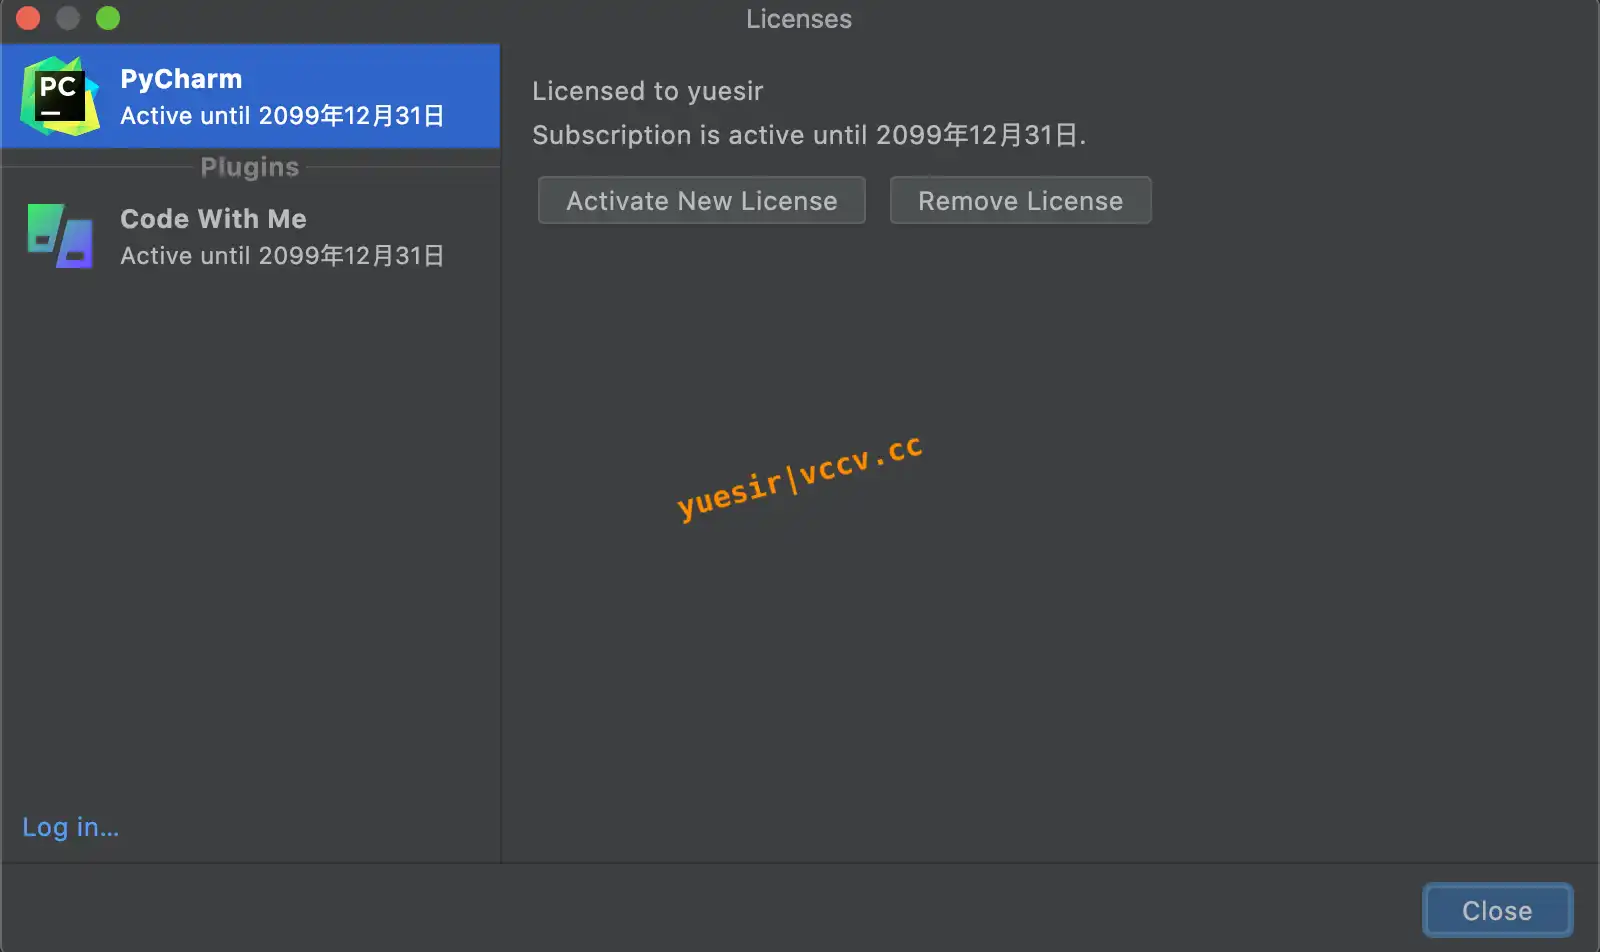 Licenses
PC
PyCharm
Active until 2099年12月31日
Plugins
Code With Me
Active until 2099年12月31日
Log in...
Licensed to yuesir
Subscription is active until 2099年12月31日.
Activate New License
Remove License
yuesir|vccv.cc
Close